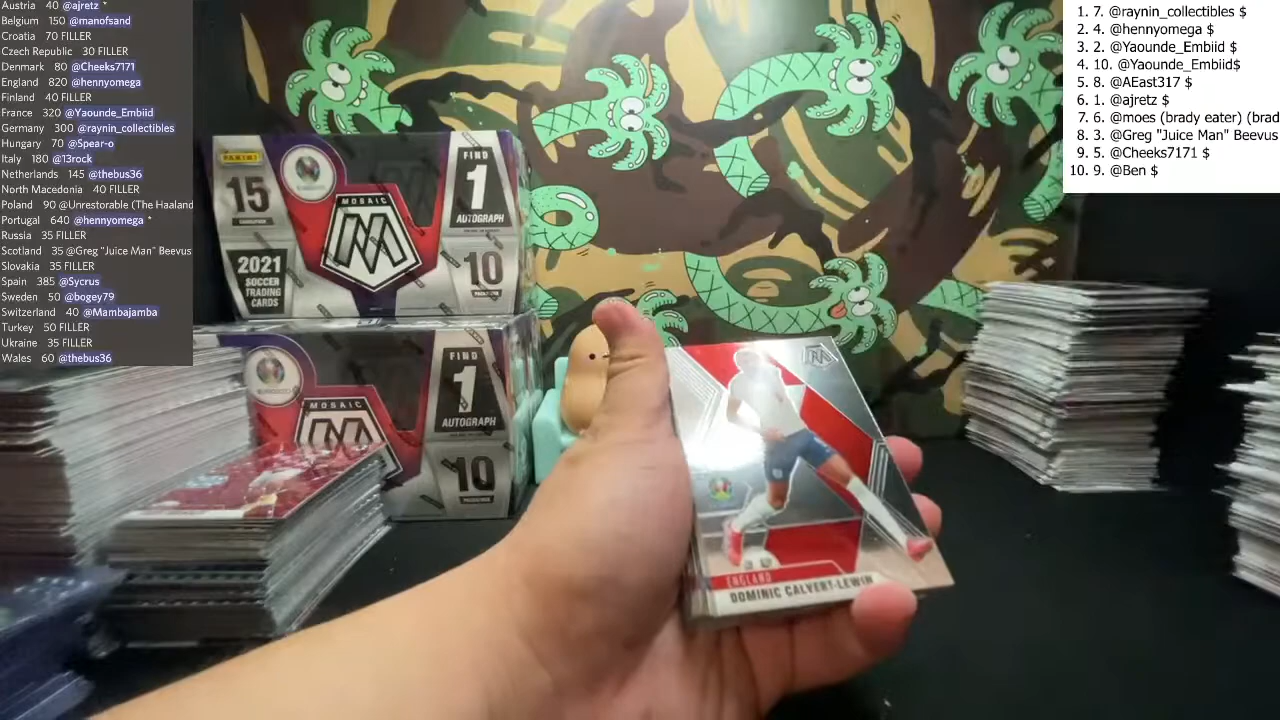 Austria 40 @ajretz *
Belgium 150 @manofsand
Croatia 70 FILLER
Czech Republic 30 FILLER
Denmark 80 @Cheeks7171
England 820 @hennyomega
Finland 40 FILLER
France 320 @Yaounde_Embiid
Germany 300 @raynin_collectibles
Hungary 70 @Spear-o
Italy 180 @13rock
Netherlands 145 @thebus36
North Macedonia 40 FILLER
Poland 90 @Unrestorable (The Haaland
Portugal 640 @hennyomega *
Russia 35 FILLER
Scotland 35 @Greg "Juice Man" Beevus
Slovakia 35 FILLER
Spain 385 @Sycrus
Sweden 50 @bogey79
Switzerland 40 @Mambajamba
Turkey 50 FILLER
Ukraine 35 FILLER
Wales 60 @thebus36
1. 7. @raynin_collectibles $
2. 4. @hennyomega $
3. 2. @Yaounde_Embiid $
4. 10. @Yaounde_Embiid$
5. 8. @AEast317 $
6. 1. @ajretz $
7. 6. @moes (brady eater) (brad
8. 3. @Greg "Juice Man" Beevus
9. 5. @Cheeks7171 $
10. 9. @Ben $
PANINI
15
2021
SOCCER
TRADING
CARDS
MOSAIC
FIND
1
AUTOGRAPH
10
MOSAIC
FIND
1
AUTOGRAPH
10
ENGLAND
DOMINIC CALVERT-LEWIN